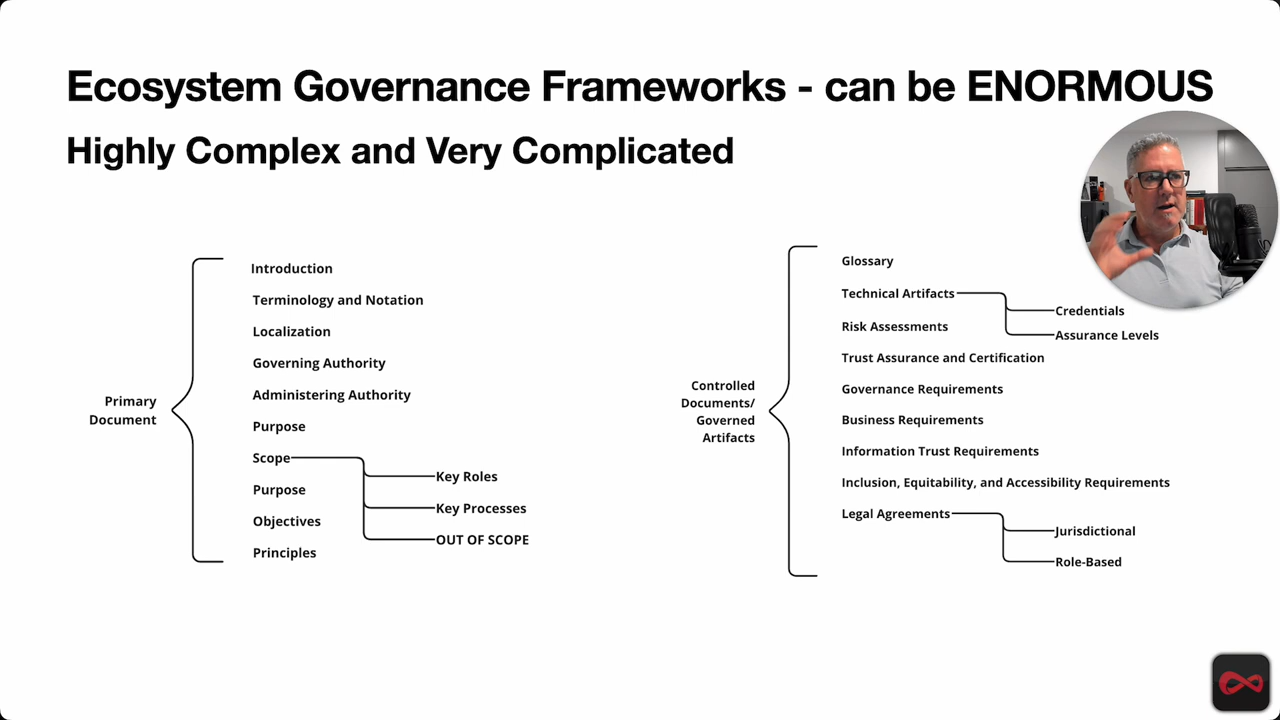 Ecosystem Governance Frameworks - can be ENORMOUS
Highly Complex and Very Complicated
Primary
Document
Introduction
Terminology and Notation
Localization
Governing Authority
Administering Authority
Purpose
Scope
Key Roles
Key Processes
OUT OF SCOPE
Purpose
Objectives
Principles
Controlled
Documents/
Governed
Artifacts
Glossary
Technical Artifacts
Credentials
Assurance Levels
Risk Assessments
Trust Assurance and Certification
Governance Requirements
Business Requirements
Information Trust Requirements
Inclusion, Equitability, and Accessibility Requirements
Legal Agreements
Jurisdictional
Role-Based